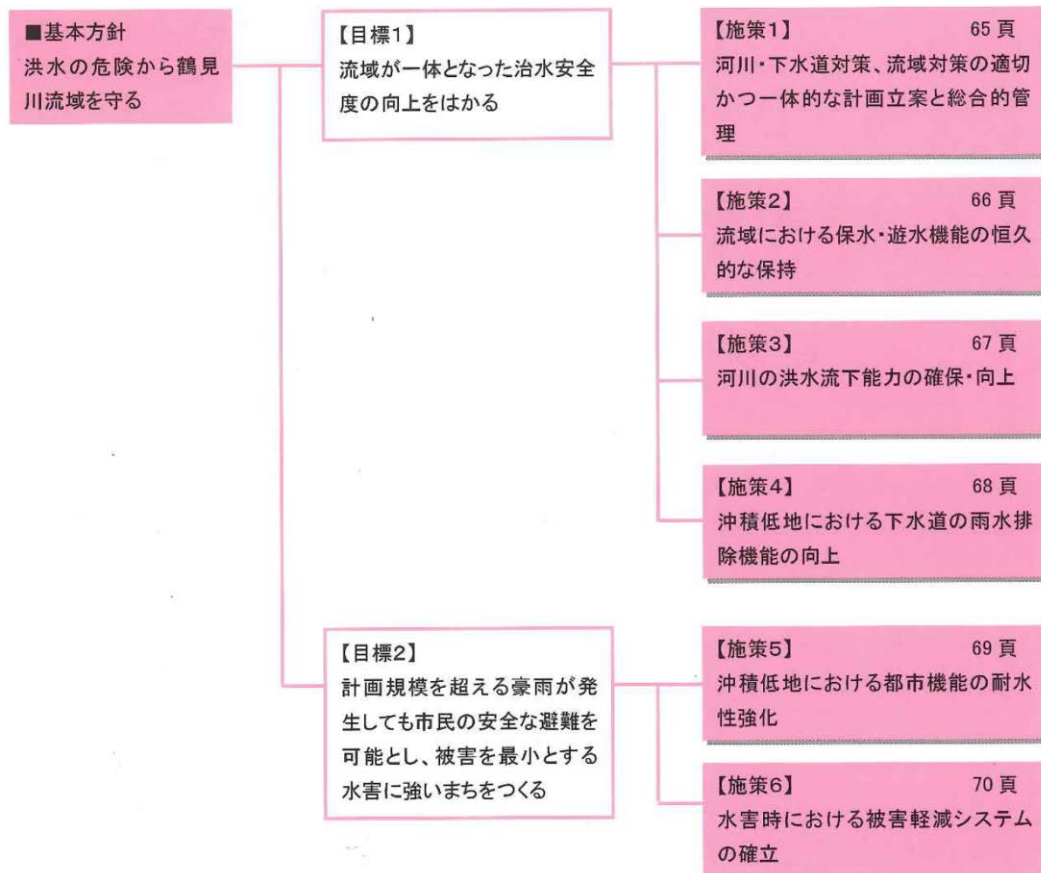 ■基本方針
洪水の危険から鶴見
川流域を守る
【目標1】
流域が一体となった治水安全
度の向上をはかる
【施策1】 65 頁
河川・下水道対策、流域対策の適切
かつ一体的な計画立案と総合的管
理
【施策2】 66 頁
流域における保水・遊水機能の恒久
的な保持
【施策3】 67 頁
河川の洪水流下能力の確保・向上
【施策4】 68 頁
沖積低地における下水道の雨水排
除機能の向上
【目標2】
計画規模を超える豪雨が発
生しても市民の安全な避難を
可能とし、被害を最小とする
水害に強いまちをつくる
【施策5】 69 頁
沖積低地における都市機能の耐水
性強化
【施策6】 70 頁
水害時における被害軽減システム
の確立